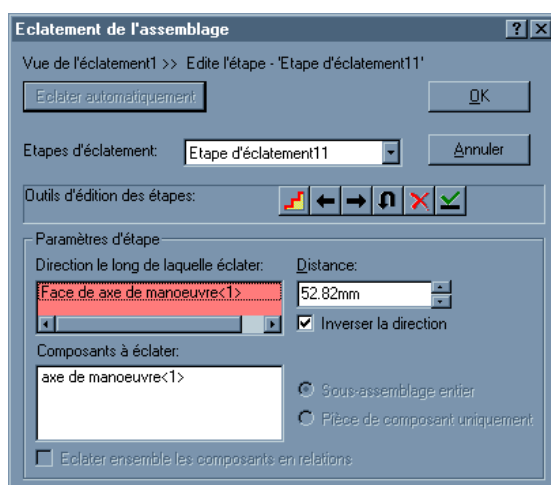 Eclatement de l'assemblage
Vue de l'éclatement1 >> Edite l'étape - 'Etape d'éclatement11'
Eclater automatiquement
OK
Etapes d'éclatement:
Etape d'éclatement11
Annuler
Outils d'édition des étapes:
Paramètres d'étape
Direction le long de laquelle éclater:
Distance:
Face de axe de manoeuvre<1>
52.82mm
Inverser la direction
Composants à éclater:
axe de manoeuvre<1>
Sous-assemblage entier
Pièce de composant uniquement
Eclater ensemble les composants en relations